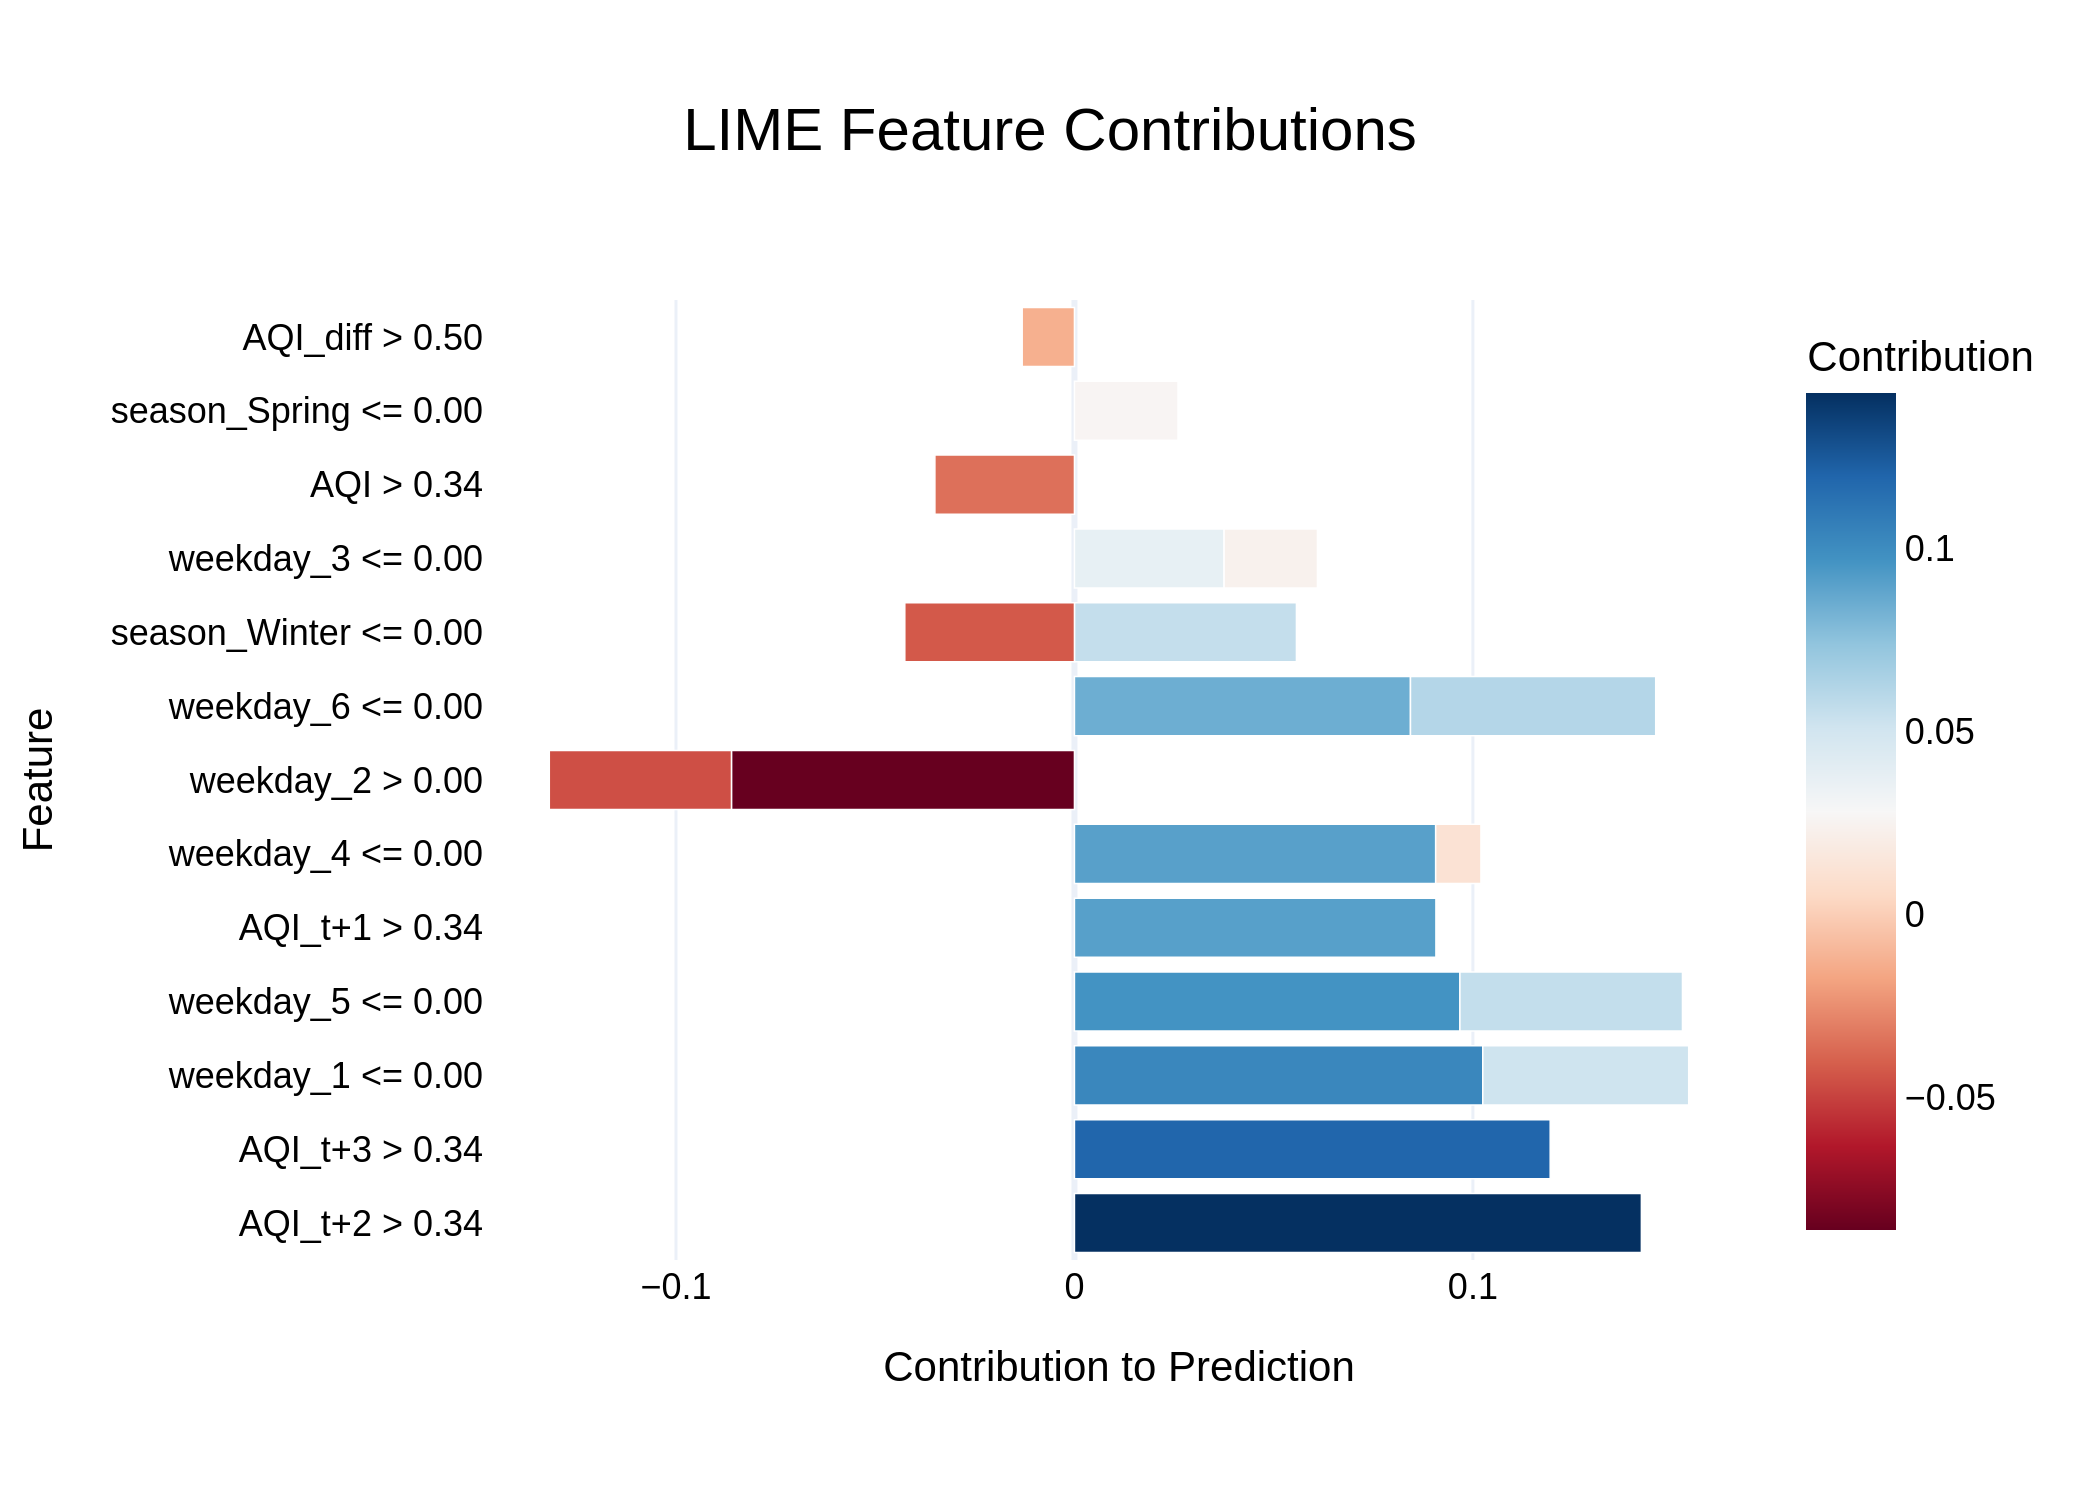 LIME Feature Contributions
Feature
AQI_diff > 0.50
season_Spring <= 0.00
AQI > 0.34
weekday_3 <= 0.00
season_Winter <= 0.00
weekday_6 <= 0.00
weekday_2 > 0.00
weekday_4 <= 0.00
AQI_t+1 > 0.34
weekday_5 <= 0.00
weekday_1 <= 0.00
AQI_t+3 > 0.34
AQI_t+2 > 0.34
−0.1
0
0.1
Contribution to Prediction
Contribution
0.1
0.05
0
−0.05